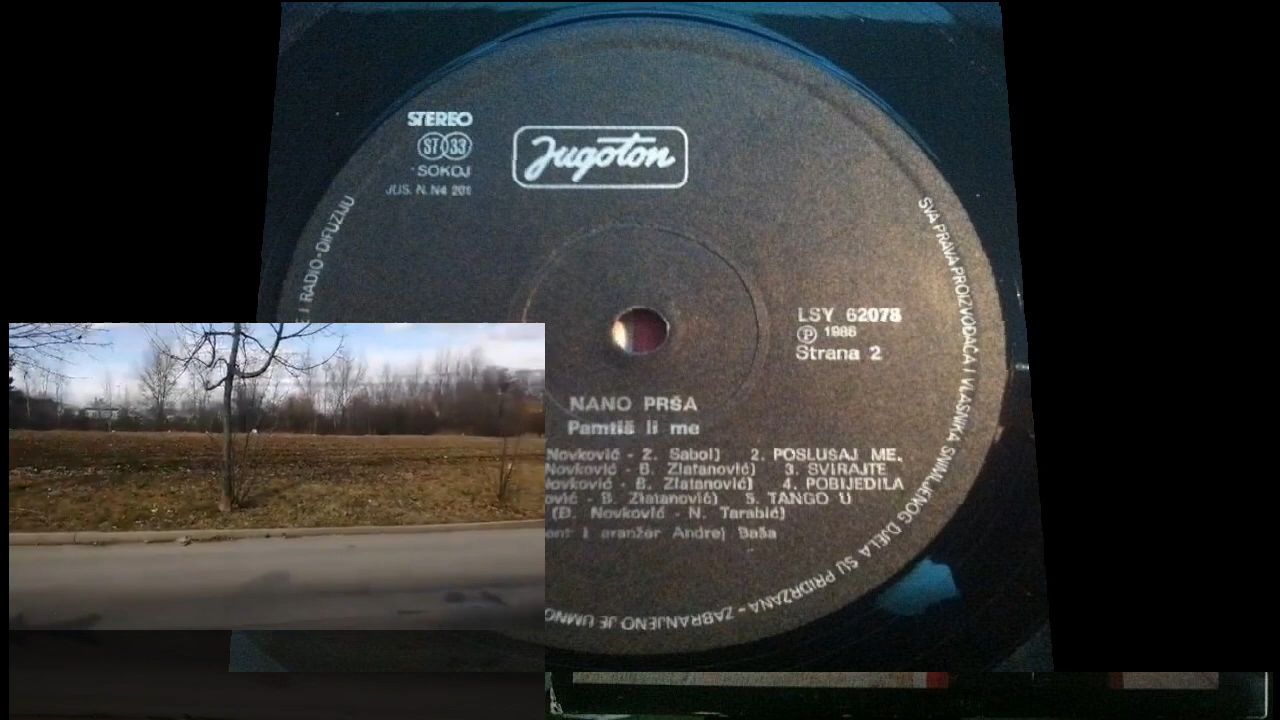 STEREO
ST 33
SOKOJ
JUS. N. N4 201
Jugoton
E I RADIO-DIFUZIJU
SVA PRAVA PROIZVOĐAČA I VLASNIKA SNIMLJENOG DJELA SU PRIDRŽANA - ZABRANJENO JE UMNO
LSY 62078
Ⓟ 1986
Strana 2
NANO PRŠA
Pamtiš li me
Novković - Z. Sabol) 2. POSLUŠAJ ME,
Novković - B. Zlatanović) 3. SVIRAJTE
Novković - B. Zlatanović) 4. POBIJEDILA
ović - B. Zlatanović) 5. TANGO U
(Đ. Novković - N. Tarabić)
ent i aranžer Andrej Baša